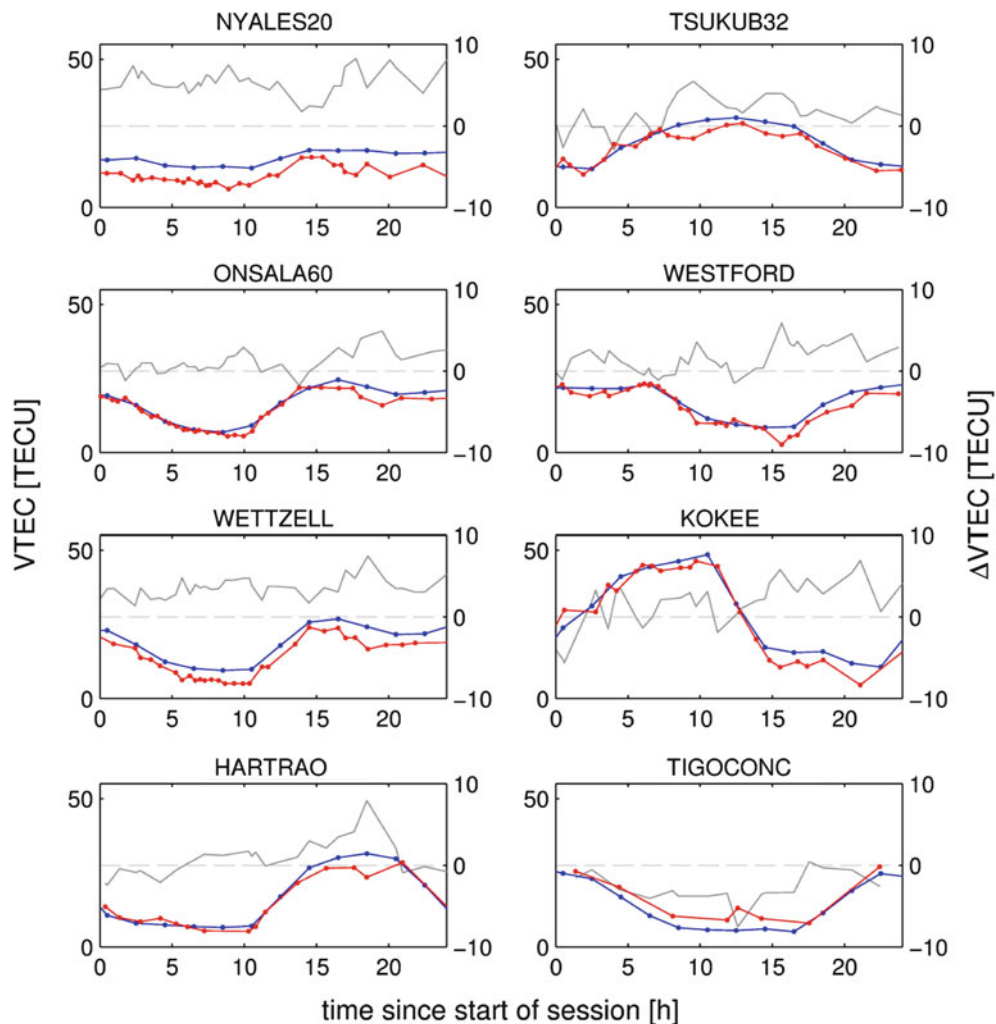 NYALES20
TSUKUB32
50
10
50
10
0
0
0
-10
0
-10
0 5 10 15 20
0 5 10 15 20
ONSALA60
WESTFORD
50
10
50
10
0
0
0
-10
0
-10
0 5 10 15 20
0 5 10 15 20
VTEC [TECU]
ΔVTEC [TECU]
WETTZELL
KOKEE
50
10
50
10
0
0
0
-10
0
-10
0 5 10 15 20
0 5 10 15 20
HARTRAO
TIGOCONC
50
10
50
10
0
0
0
-10
0
-10
0 5 10 15 20
0 5 10 15 20
time since start of session [h]